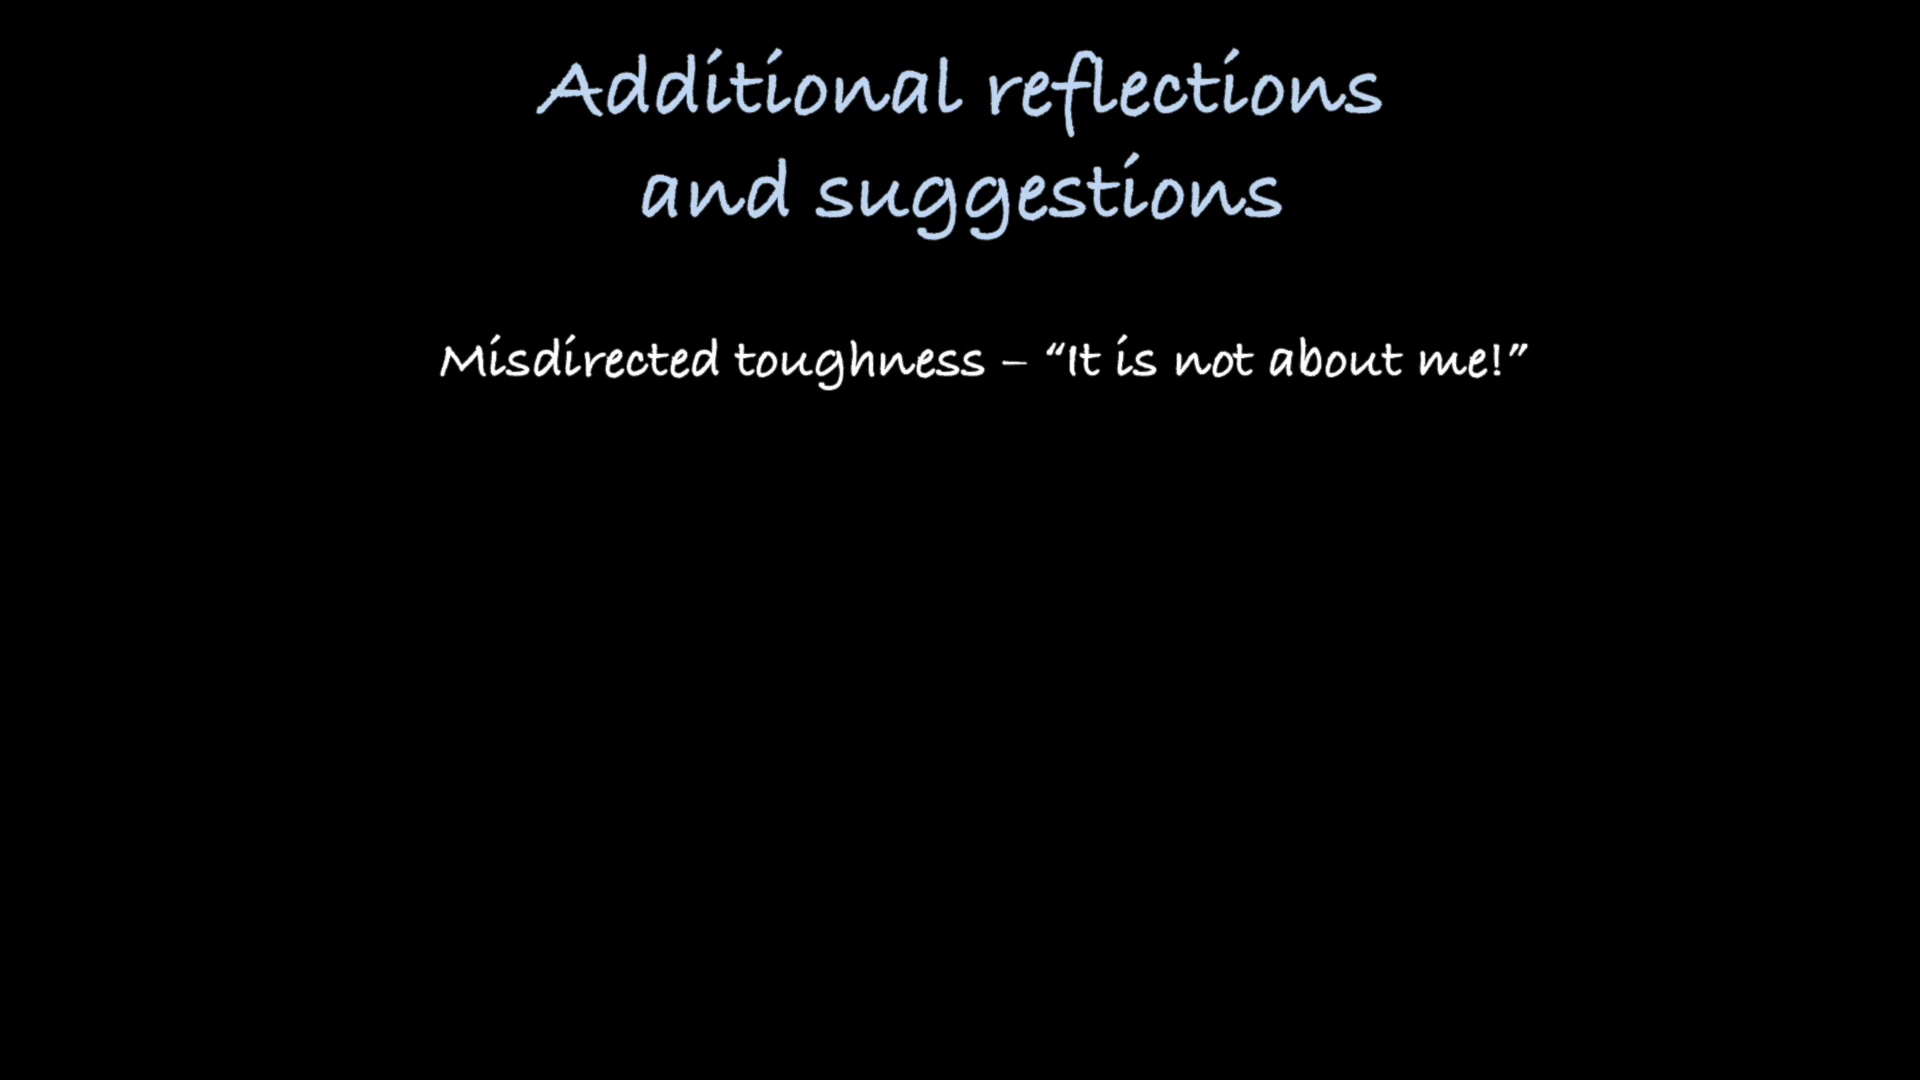 Additional reflections
and suggestions
Misdirected toughness – “It is not about me!”